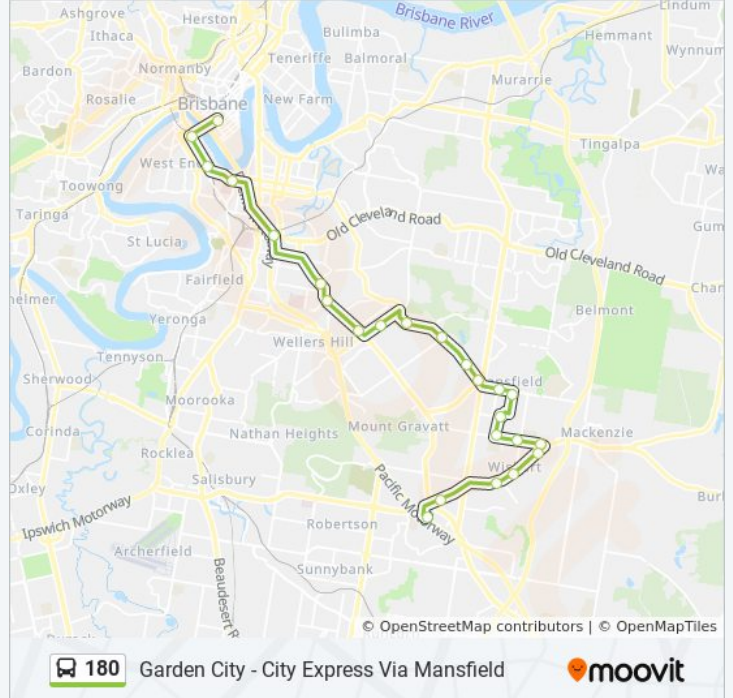 Ashgrove
Herston
Lindum
Ithaca
Bulimba
Brisbane River
Hemmant
Bardon
Normanby
Teneriffe
Balmoral
Wynnum
Murarrie
Rosalie
Brisbane
New Farm
Tingalpa
West End
Toowong
Taringa
Old Cleveland Road
St Lucia
Old Cleveland Road
Fairfield
Belmont
Yeronga
Wellers Hill
Tennyson
Sherwood
Moorooka
Corinda
Nathan Heights
Mount Gravatt
Mackenzie
Rocklea
Salisbury
Pacific Motorway
Oxley
Ipswich Motorway
Robertson
Archerfield
Sunnybank
Beaudesert R
© OpenStreetMap contributors | © OpenMapTiles
180 Garden City - City Express Via Mansfield
moovit